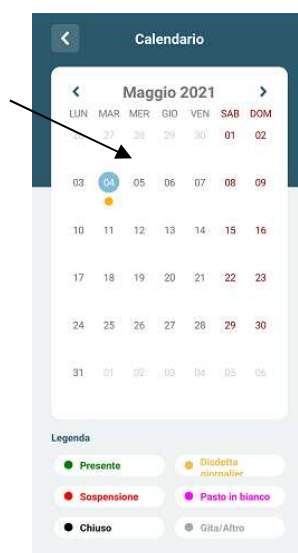 Calendario
Maggio 2021
LUN MAR MER GIO VEN SAB DOM
26 27 28 29 30 01 02
03 04 05 06 07 08 09
10 11 12 13 14 15 16
17 18 19 20 21 22 23
24 25 26 27 28 29 30
31 01 02 03 04 05 06
Legenda
Presente
Disdetta
giornalier
Sospensione
Pasto in bianco
Chiuso
Gita/Altro